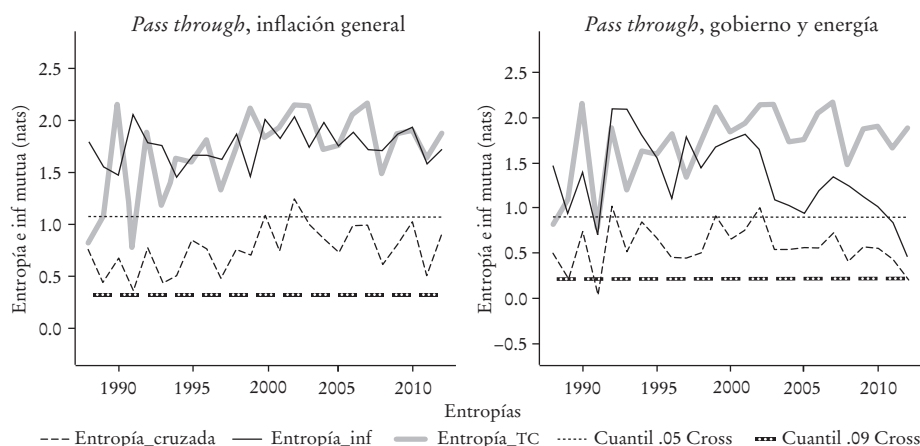 Pass through, inflación general
Pass through, gobierno y energía
Entropía e inf mutua (nats)
2.5
2.0
1.5
1.0
0.5
0.0
1990 1995 2000 2005 2010
Entropía e inf mutua (nats)
2.5
2.0
1.5
1.0
0.5
0.0
−0.5
1990 1995 2000 2005 2010
Entropías
Entropía_cruzada Entropía_inf Entropía_TC Cuantil .05 Cross Cuantil .09 Cross